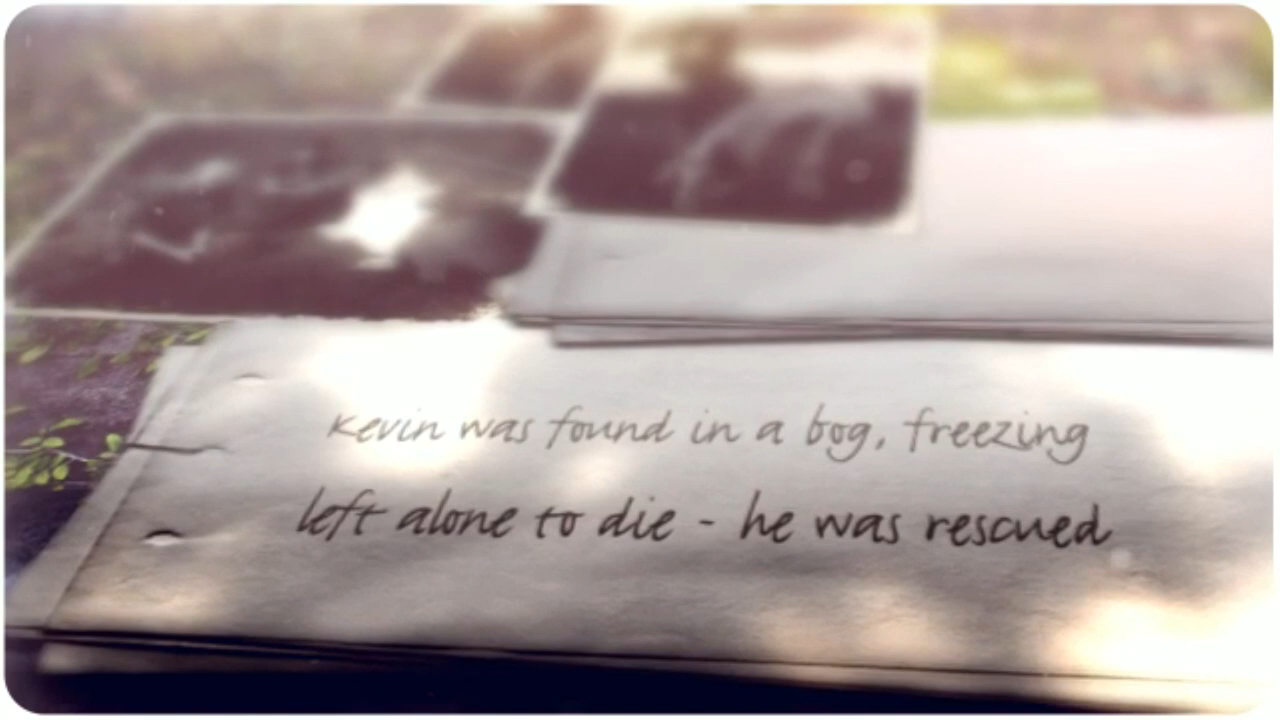 Kevin was found in a bog, freezing
left alone to die - he was rescued